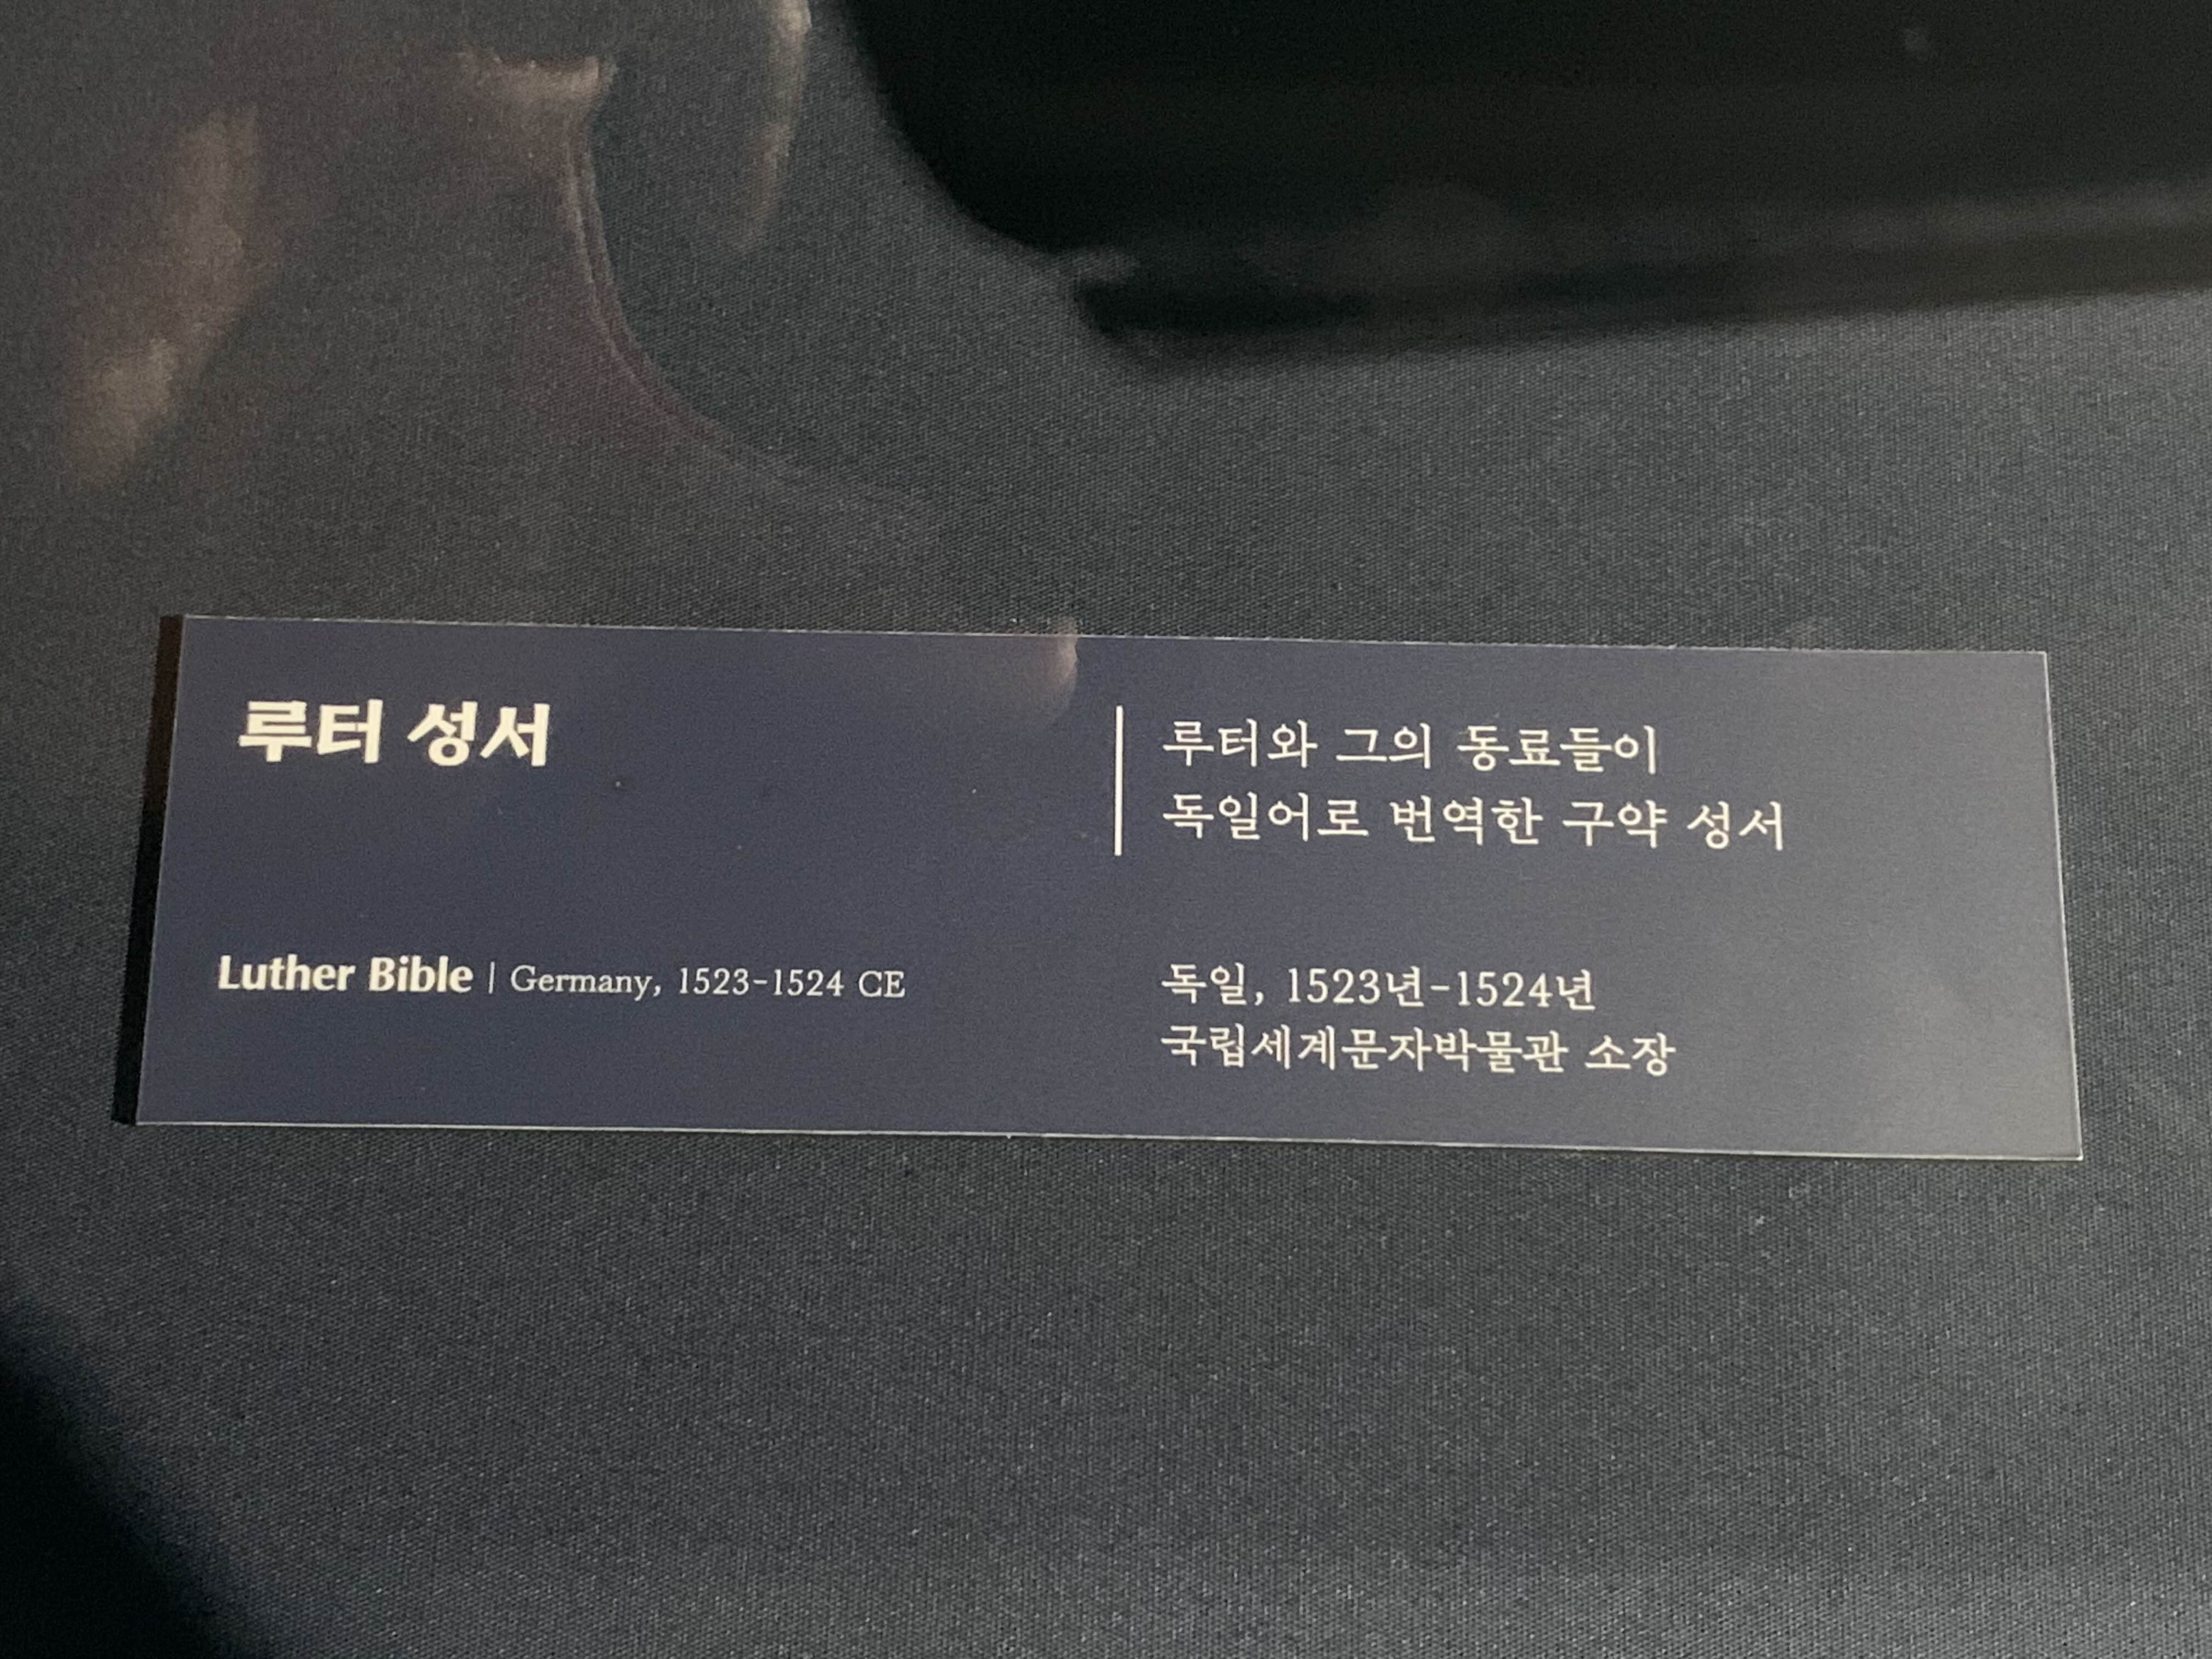 루터 성서
Luther Bible | Germany, 1523-1524 CE
루터와 그의 동료들이
독일어로 번역한 구약 성서
독일, 1523년-1524년
국립세계문자박물관 소장